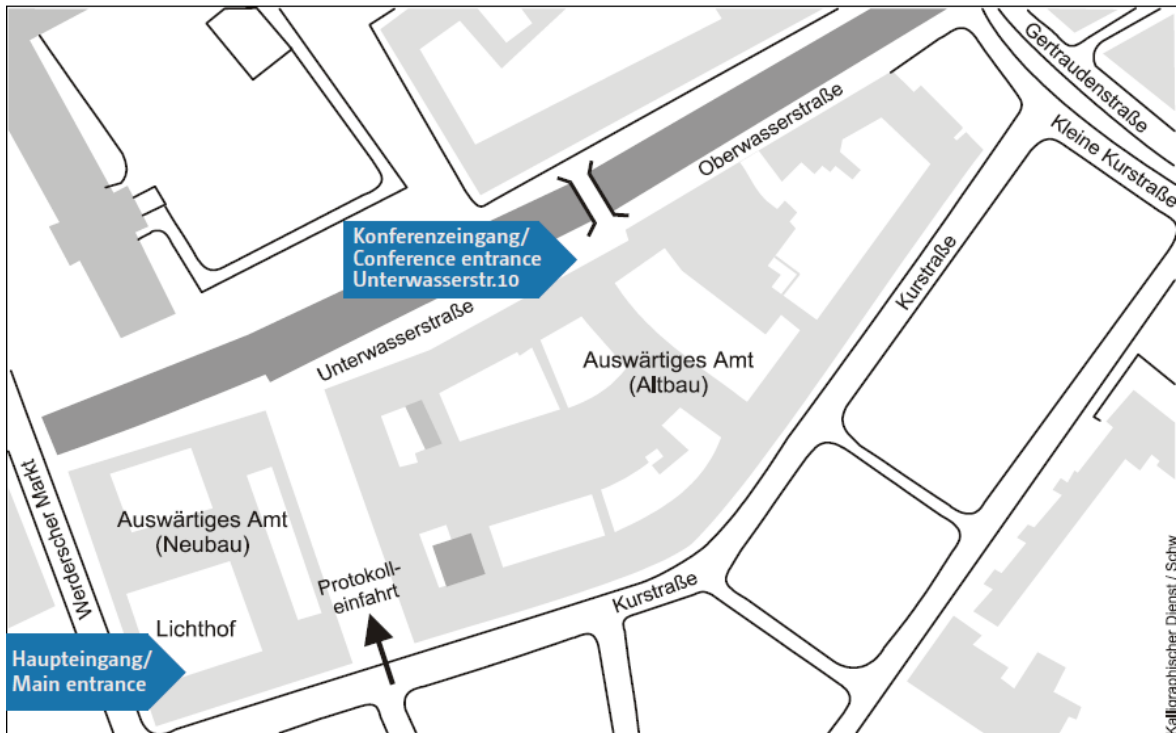 Gertraudenstraße
Kleine Kurstraße
Oberwasserstraße
Konferenzeingang/
Conference entrance
Unterwasserstr.10
Kurstraße
Unterwasserstraße
Auswärtiges Amt
(Altbau)
Werderscher Markt
Auswärtiges Amt
(Neubau)
Protokoll-
einfahrt
Kurstraße
Lichthof
Haupteingang/
Main entrance
Kalligraphischer Dienst / Schw